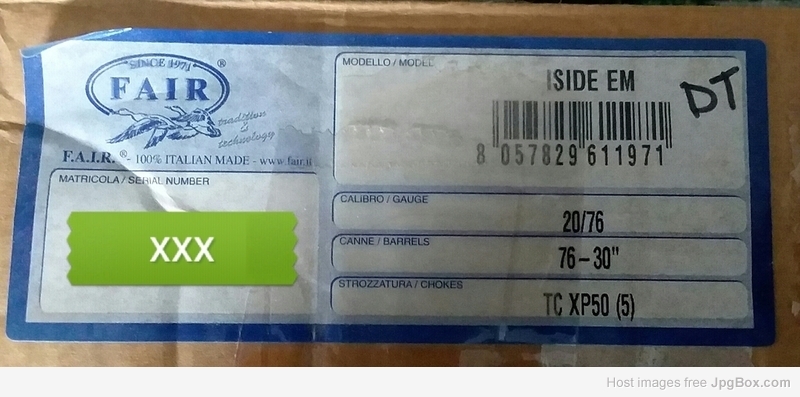 SINCE 1971
FAIR®
tradition
is
technology
F.A.I.R.® - 100% ITALIAN MADE - www.fair.it
MATRICOLA / SERIAL NUMBER
XXX
MODELLO / MODEL
ISIDE EM
DT
8 057829 611971
CALIBRO / GAUGE
20/76
CANNE / BARRELS
76-30"
STROZZATURA / CHOKES
TC XP50 (5)
Host images free JpgBox.com